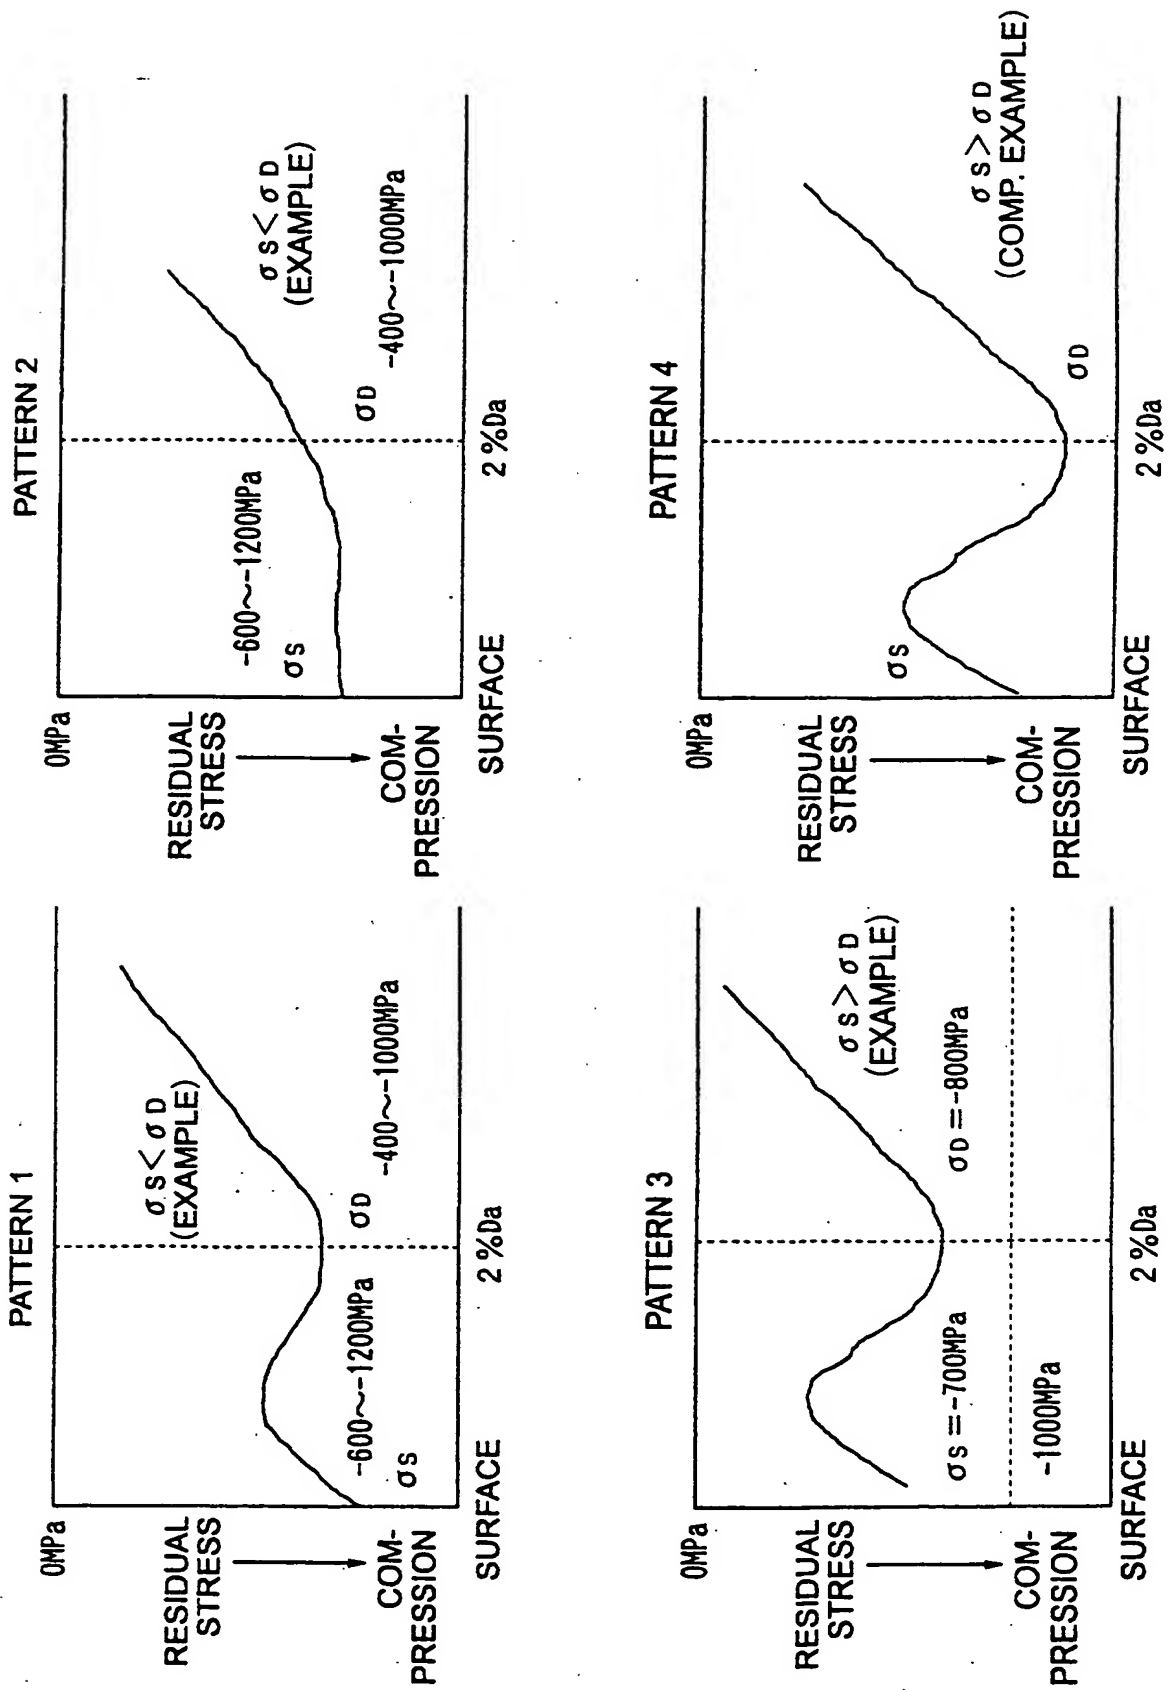 PATTERN 1
0MPa
RESIDUAL
STRESS
COM-
PRESSION
SURFACE
σS<σD
(EXAMPLE)
-600~-1200MPa
σS
σD
-400~-1000MPa
2%Da
PATTERN 2
0MPa
RESIDUAL
STRESS
COM-
PRESSION
SURFACE
σS<σD
(EXAMPLE)
-600~-1200MPa
σS
σD
-400~-1000MPa
2%Da
PATTERN 3
0MPa
RESIDUAL
STRESS
COM-
PRESSION
SURFACE
σS>σD
(EXAMPLE)
σS=-700MPa
σD=-800MPa
-1000MPa
2%Da
PATTERN 4
0MPa
RESIDUAL
STRESS
COM-
PRESSION
SURFACE
σS>σD
(COMP. EXAMPLE)
σS
σD
2%Da